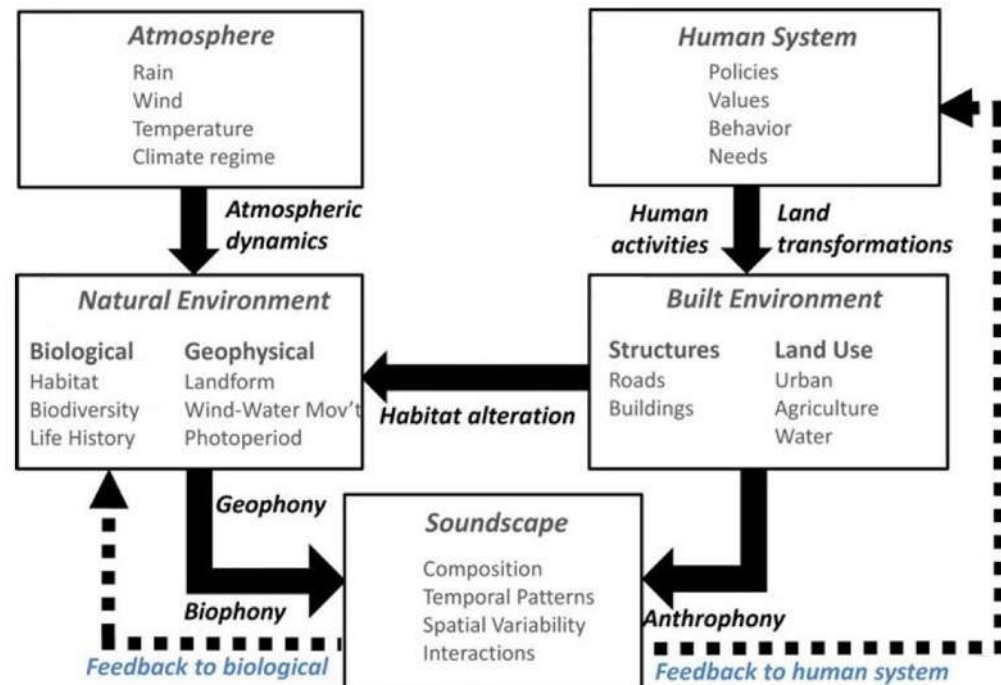 Atmosphere
Rain
Wind
Temperature
Climate regime
Human System
Policies
Values
Behavior
Needs
Atmospheric
dynamics
Human
activities
Land
transformations
Natural Environment
Biological
Habitat
Biodiversity
Life History
Geophysical
Landform
Wind-Water Mov't
Photoperiod
Habitat alteration
Built Environment
Structures
Roads
Buildings
Land Use
Urban
Agriculture
Water
Geophony
Biophony
Soundscape
Composition
Temporal Patterns
Spatial Variability
Interactions
Anthrophony
Feedback to biological
Feedback to human system